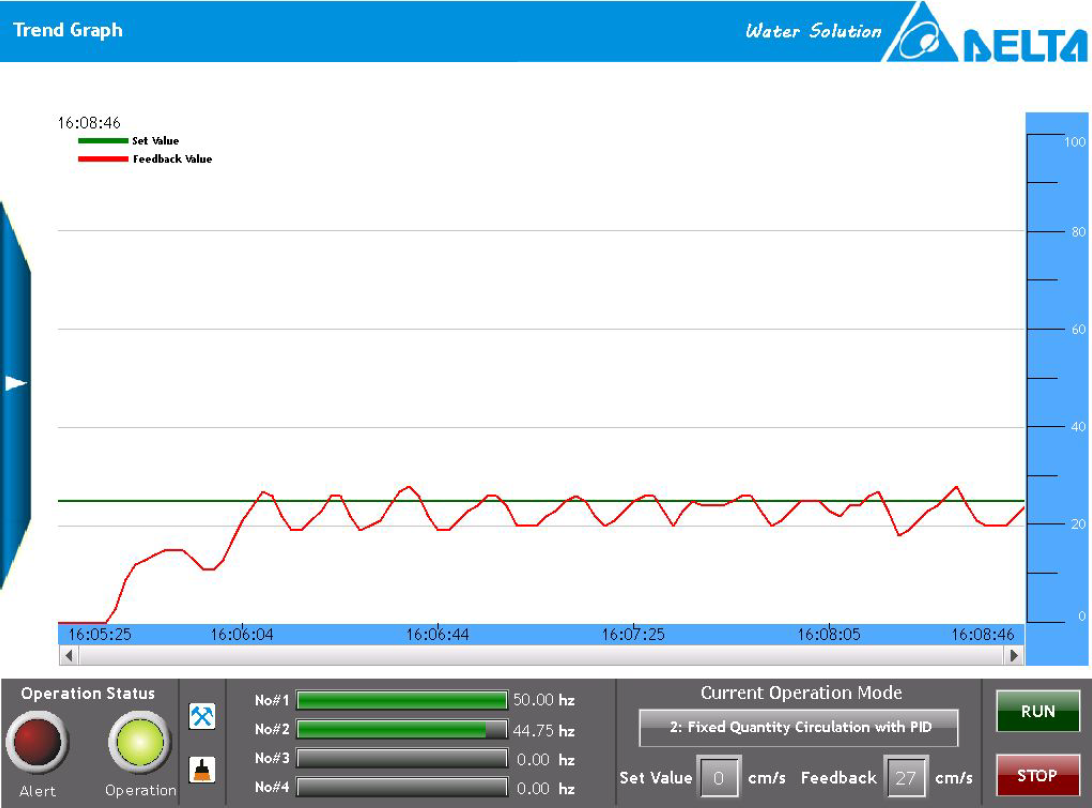 Trend Graph
Water Solution
DELTA
16:08:46
Set Value
Feedback Value
100
80
60
40
20
0
16:05:25 16:06:04 16:06:44 16:07:25 16:08:05 16:08:46
Operation Status
Alert Operation
No#1 50.00 hz
No#2 44.75 hz
No#3 0.00 hz
No#4 0.00 hz
Current Operation Mode
2: Fixed Quantity Circulation with PID
Set Value 0 cm/s Feedback 27 cm/s
RUN
STOP